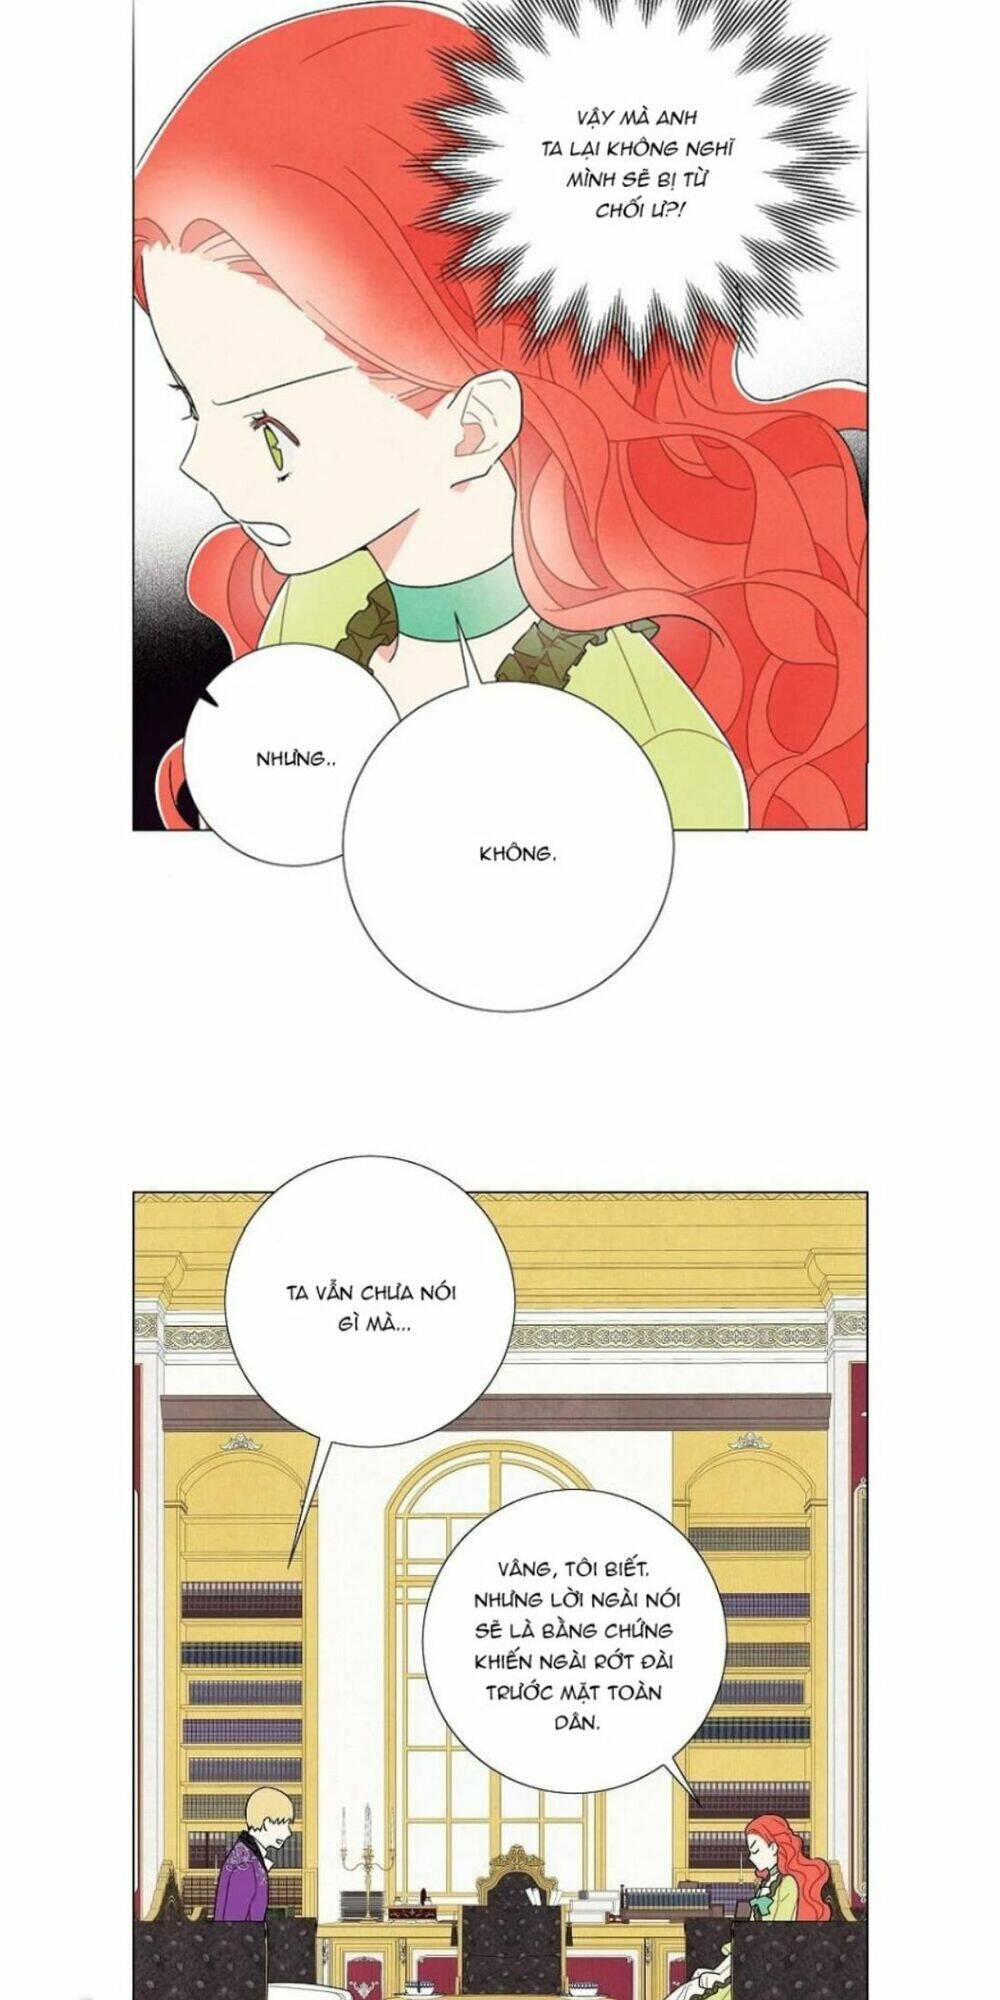 VẬY MÀ ANH
TA LẠI KHÔNG NGHĨ
MÌNH SẼ BỊ TỪ
CHỐI Ư?!
NHƯNG..
KHÔNG.
TA VẪN CHƯA NÓI
GÌ MÀ...
VÂNG, TÔI BIẾT.
NHƯNG LỜI NGÀI NÓI
SẼ LÀ BẰNG CHỨNG
KHIẾN NGÀI RỚT ĐÀI
TRƯỚC MẶT TOÀN
DÂN.